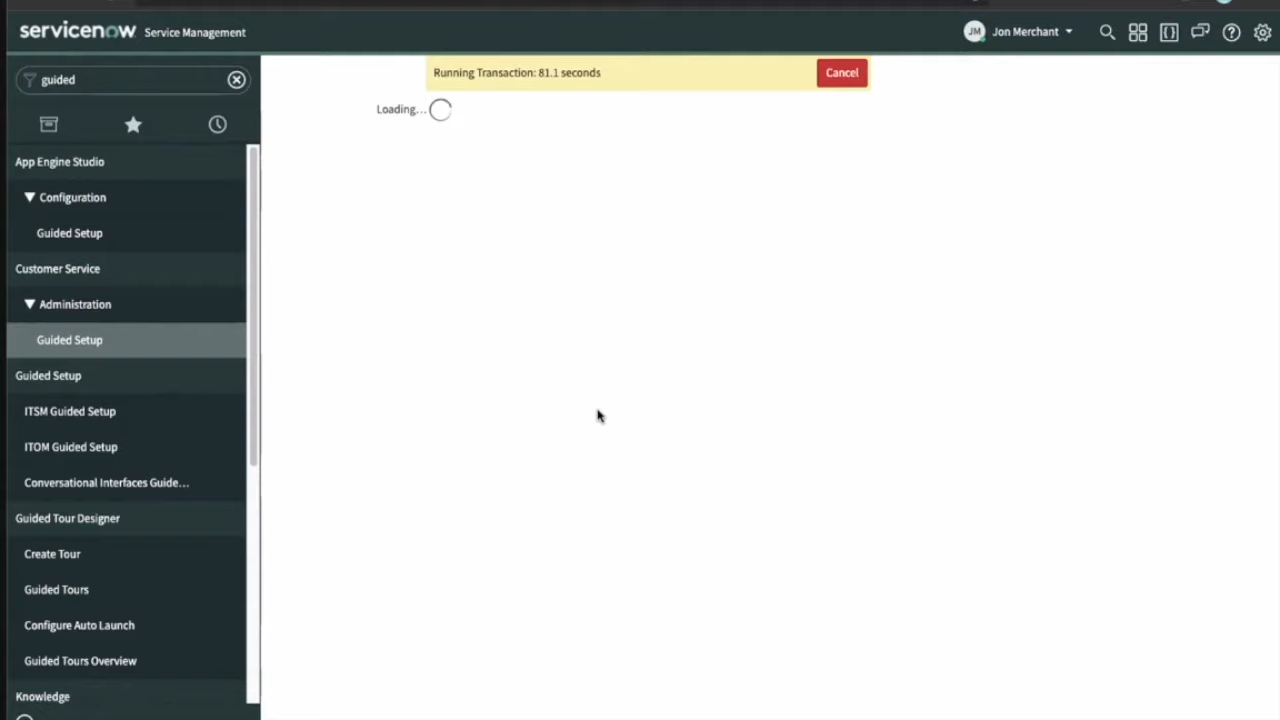 servicenow Service Management
JM Jon Merchant
guided
Running Transaction: 81.1 seconds
Cancel
Loading...
App Engine Studio
Configuration
Guided Setup
Customer Service
Administration
Guided Setup
Guided Setup
ITSM Guided Setup
ITOM Guided Setup
Conversational Interfaces Guide...
Guided Tour Designer
Create Tour
Guided Tours
Configure Auto Launch
Guided Tours Overview
Knowledge